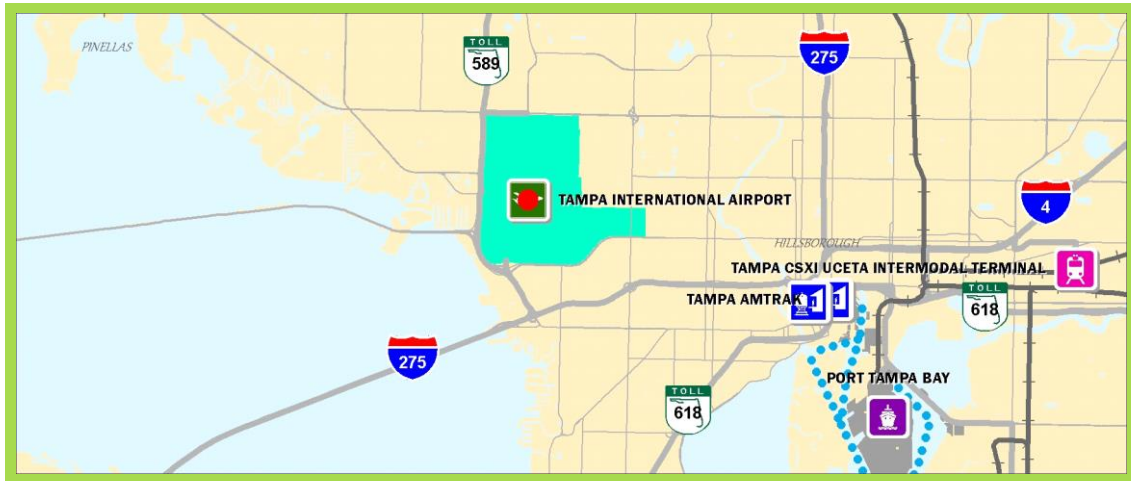 PINELLAS
TOLL
589
275
TAMPA INTERNATIONAL AIRPORT
4
HILLSBOROUGH
TAMPA CSXI UCETA INTERMODAL TERMINAL
TAMPA AMTRAK
TOLL
618
275
PORT TAMPA BAY
TOLL
618